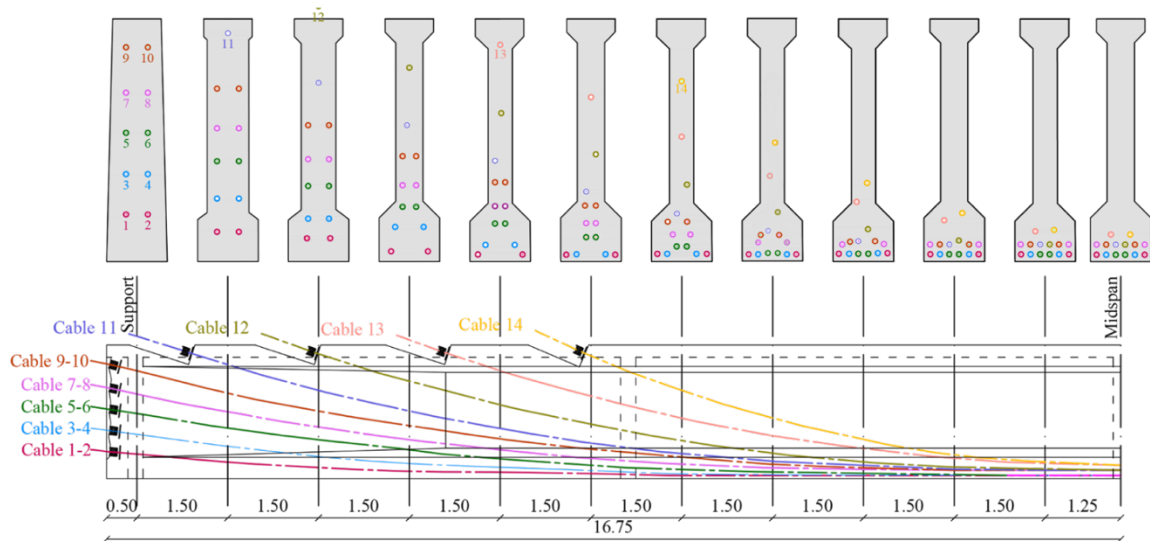 12
9 10
11
13
7 8
14
5 6
3 4
1 2
Support
Midspan
Cable 11
Cable 12
Cable 13
Cable 14
Cable 9-10
Cable 7-8
Cable 5-6
Cable 3-4
Cable 1-2
0.50 1.50 1.50 1.50 1.50 1.50 1.50 1.50 1.50 1.50 1.50 1.25
16.75